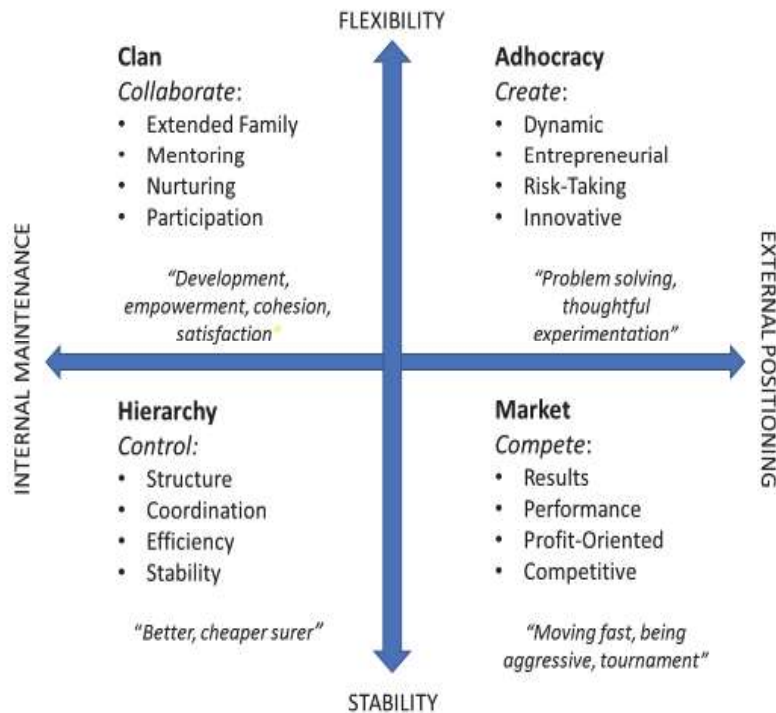 FLEXIBILITY
Clan
Collaborate:
• Extended Family
• Mentoring
• Nurturing
• Participation
“Development,
empowerment, cohesion,
satisfaction”
Adhocracy
Create:
• Dynamic
• Entrepreneurial
• Risk-Taking
• Innovative
“Problem solving,
thoughtful
experimentation”
INTERNAL MAINTENANCE
EXTERNAL POSITIONING
Hierarchy
Control:
• Structure
• Coordination
• Efficiency
• Stability
“Better, cheaper surer”
Market
Compete:
• Results
• Performance
• Profit-Oriented
• Competitive
“Moving fast, being
aggressive, tournament”
STABILITY